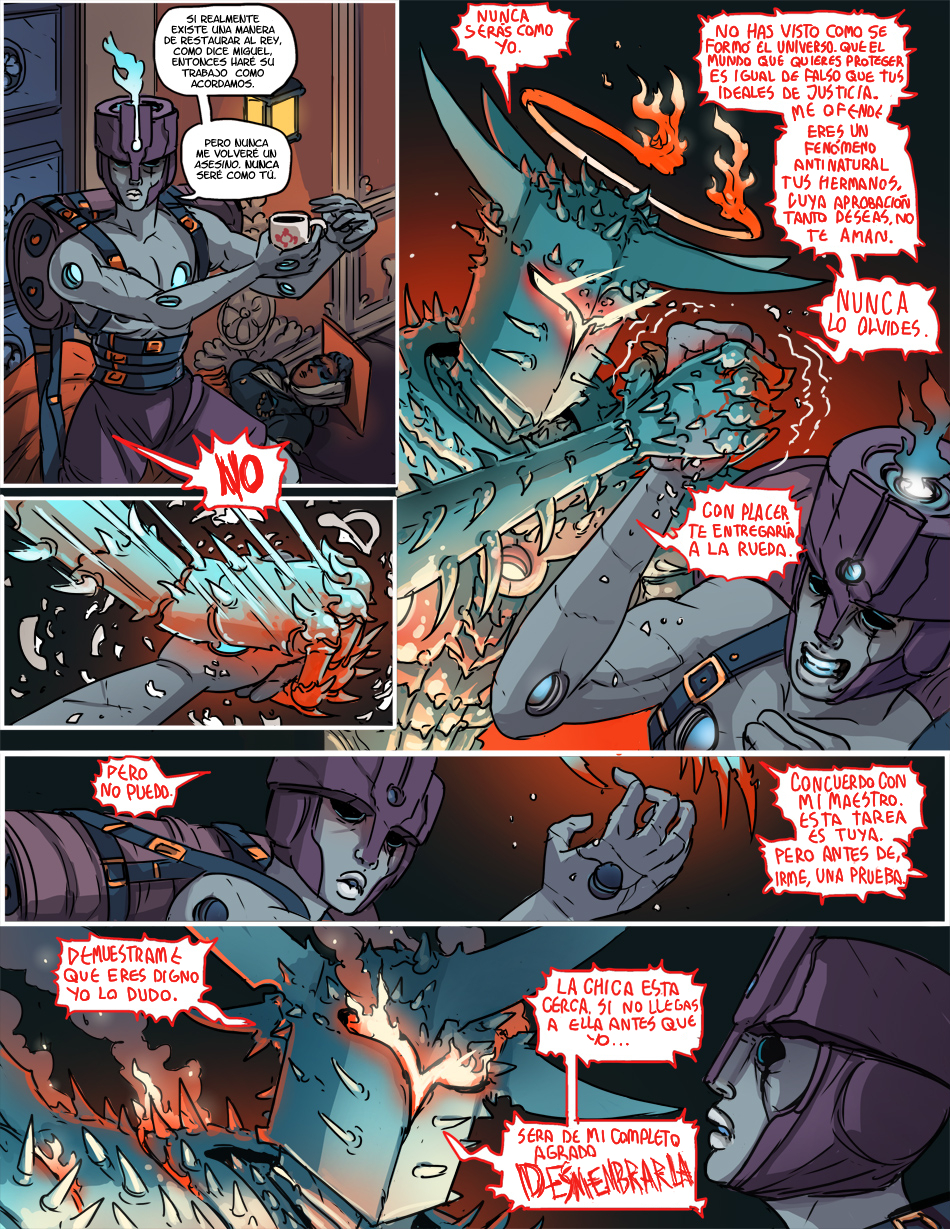 SI REALMENTE
EXISTE UNA MANERA
DE RESTAURAR AL REY,
COMO DICE MIGUEL,
ENTONCES HARÉ SU
TRABAJO COMO
ACORDAMOS.
PERO NUNCA
ME VOLVERÉ UN
ASESINO. NUNCA
SERÉ COMO TÚ.
NO
NUNCA
SERÁS COMO
YO.
NO HAS VISTO COMO SE
FORMÓ EL UNIVERSO. QUE EL
MUNDO QUE QUIERES PROTEGER
ES IGUAL DE FALSO QUE TUS
IDEALES DE JUSTICIA.
ME OFENDE
ERES UN
FENÓMENO
ANTINATURAL
TUS HERMANOS,
CUYA APROBACIÓN
TANTO DESEAS, NO
TE AMAN.
NUNCA
LO OLVIDES.
CON PLACER
TE ENTREGARÍA
A LA RUEDA.
PERO
NO PUEDO.
CONCUERDO CON
MI MAESTRO.
ESTA TAREA
ES TUYA.
PERO ANTES DE,
IRME, UNA PRUEBA.
DEMUESTRAME
QUE ERES DIGNO
YO LO DUDO.
LA CHICA ESTA
CERCA, SI NO LLEGAS
A ELLA ANTES QUE
YO...
SERA DE MI COMPLETO
AGRADO
¡DESMEMBRARLA